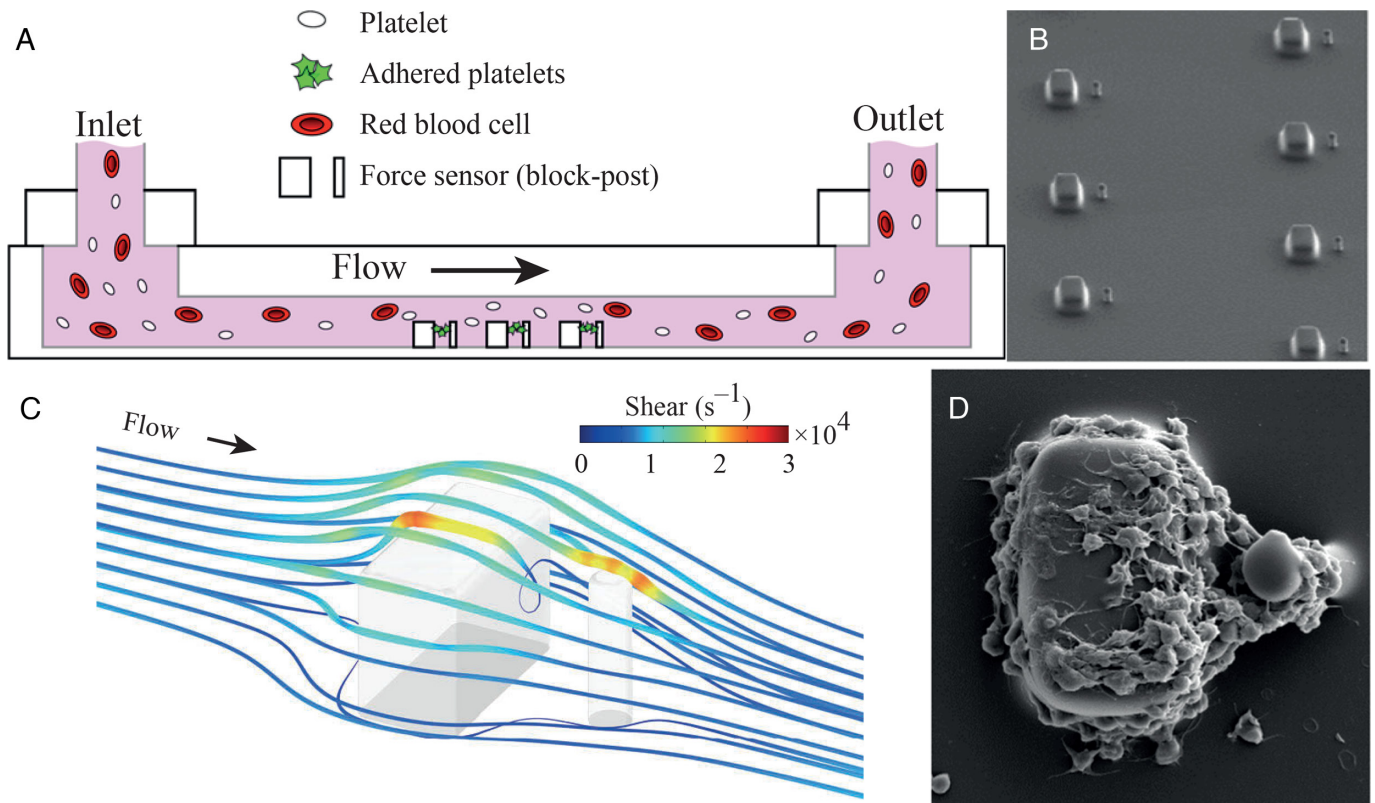 A
Platelet
Adhered platelets
Red blood cell
Force sensor (block-post)
Inlet
Outlet
Flow
B
C
Flow
Shear (s⁻¹)
×10⁴
0 1 2 3
D